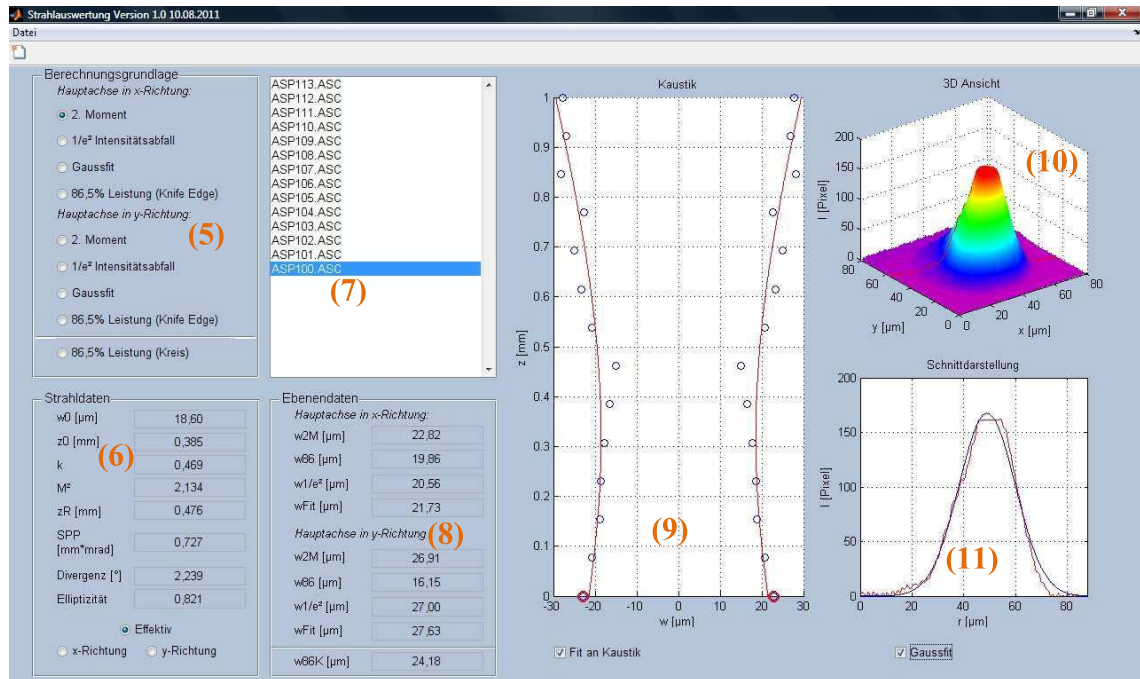 Strahlauswertung Version 1.0 10.08.2011
Datei
Berechnungsgrundlage
Hauptachse in x-Richtung:
2. Moment
1/e² Intensitätsabfall
Gaussfit
86,5% Leistung (Knife Edge)
Hauptachse in y-Richtung:
(5)
2. Moment
1/e² Intensitätsabfall
Gaussfit
86,5% Leistung (Knife Edge)
86,5% Leistung (Kreis)
ASP113.ASC
ASP112.ASC
ASP111.ASC
ASP110.ASC
ASP109.ASC
ASP108.ASC
ASP107.ASC
ASP106.ASC
ASP105.ASC
ASP104.ASC
ASP103.ASC
ASP102.ASC
ASP101.ASC
ASP100.ASC
(7)
Strahldaten
w0 [µm] 18,60
z0 [mm] 0,385
(6)
k 0,469
M² 2,134
zR [mm] 0,476
SPP
[mm*mrad] 0,727
Divergenz [°] 2,239
Elliptizität 0,821
Effektiv
x-Richtung y-Richtung
Ebenendaten
Hauptachse in x-Richtung:
w2M [µm] 22,82
w86 [µm] 19,86
w1/e² [µm] 20,56
wFit [µm] 21,73
Hauptachse in y-Richtung
(8)
w2M [µm] 26,91
w86 [µm] 16,15
w1/e² [µm] 27,00
wFit [µm] 27,63
w86K [µm] 24,18
Kaustik
1
0.9
0.8
0.7
0.6
0.5
0.4
0.3
0.2
0.1
0
z [mm]
(9)
-30 -20 -10 0 10 20 30
w [µm]
Fit an Kaustik
3D Ansicht
(10)
200
150
100
50
0
I [Pixel]
80
60
40
20
0
y [µm]
0
20
40
60
80
x [µm]
Schnittdarstellung
200
150
100
50
0
I [Pixel]
(11)
0 20 40 60 80
r [µm]
Gaussfit